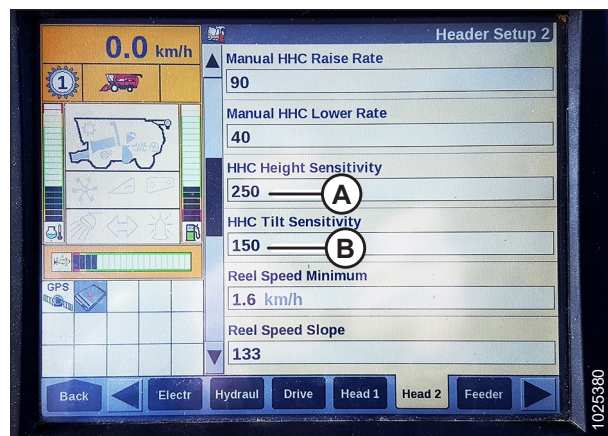 0.0 km/h
Header Setup 2
1
Manual HHC Raise Rate
90
Manual HHC Lower Rate
40
HHC Height Sensitivity
250
A
HHC Tilt Sensitivity
150
B
Reel Speed Minimum
1.6 km/h
Reel Speed Slope
133
GPS
Back
Electr
Hydraul
Drive
Head 1
Head 2
Feeder
1025380